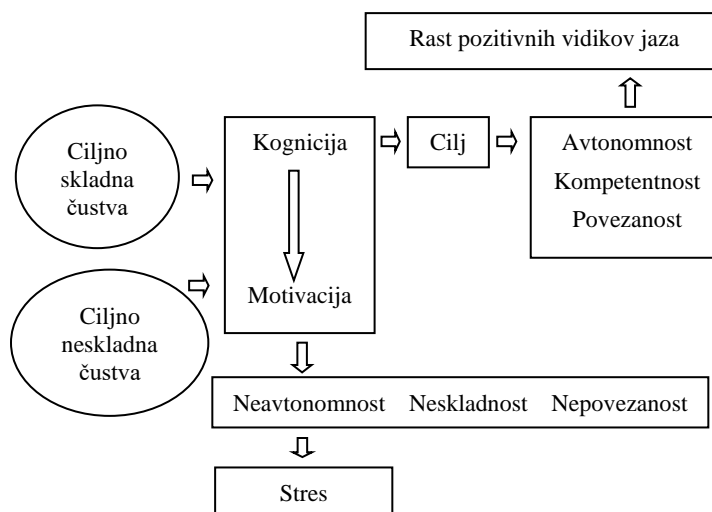 Rast pozitivnih vidikov jaza
Ciljno
skladna
čustva
Kognicija
Cilj
Avtonomnost
Kompetentnost
Povezanost
Motivacija
Ciljno
neskladna
čustva
Neavtonomnost Neskladnost Nepovezanost
Stres